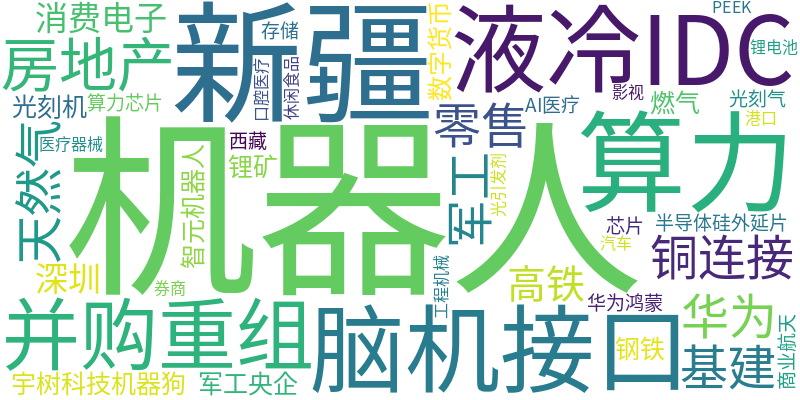 消费电子
新疆
存储
数字货币
液冷IDC
PEEK
锂电池
房地产
口腔医疗
休闲食品
影视
光刻机
算力芯片
零售
AI医疗
燃气
光刻气
港口
医疗器械
天然气
智元机器人
西藏
锂矿
机器人
军工
光引发剂
算力
芯片
半导体硅外延片
汽车
铜连接
深圳
券商
工程机械
高铁
华为鸿蒙
华为
并购重组
脑机接口
钢铁
基建
商业航天
宇树科技机器狗
军工央企